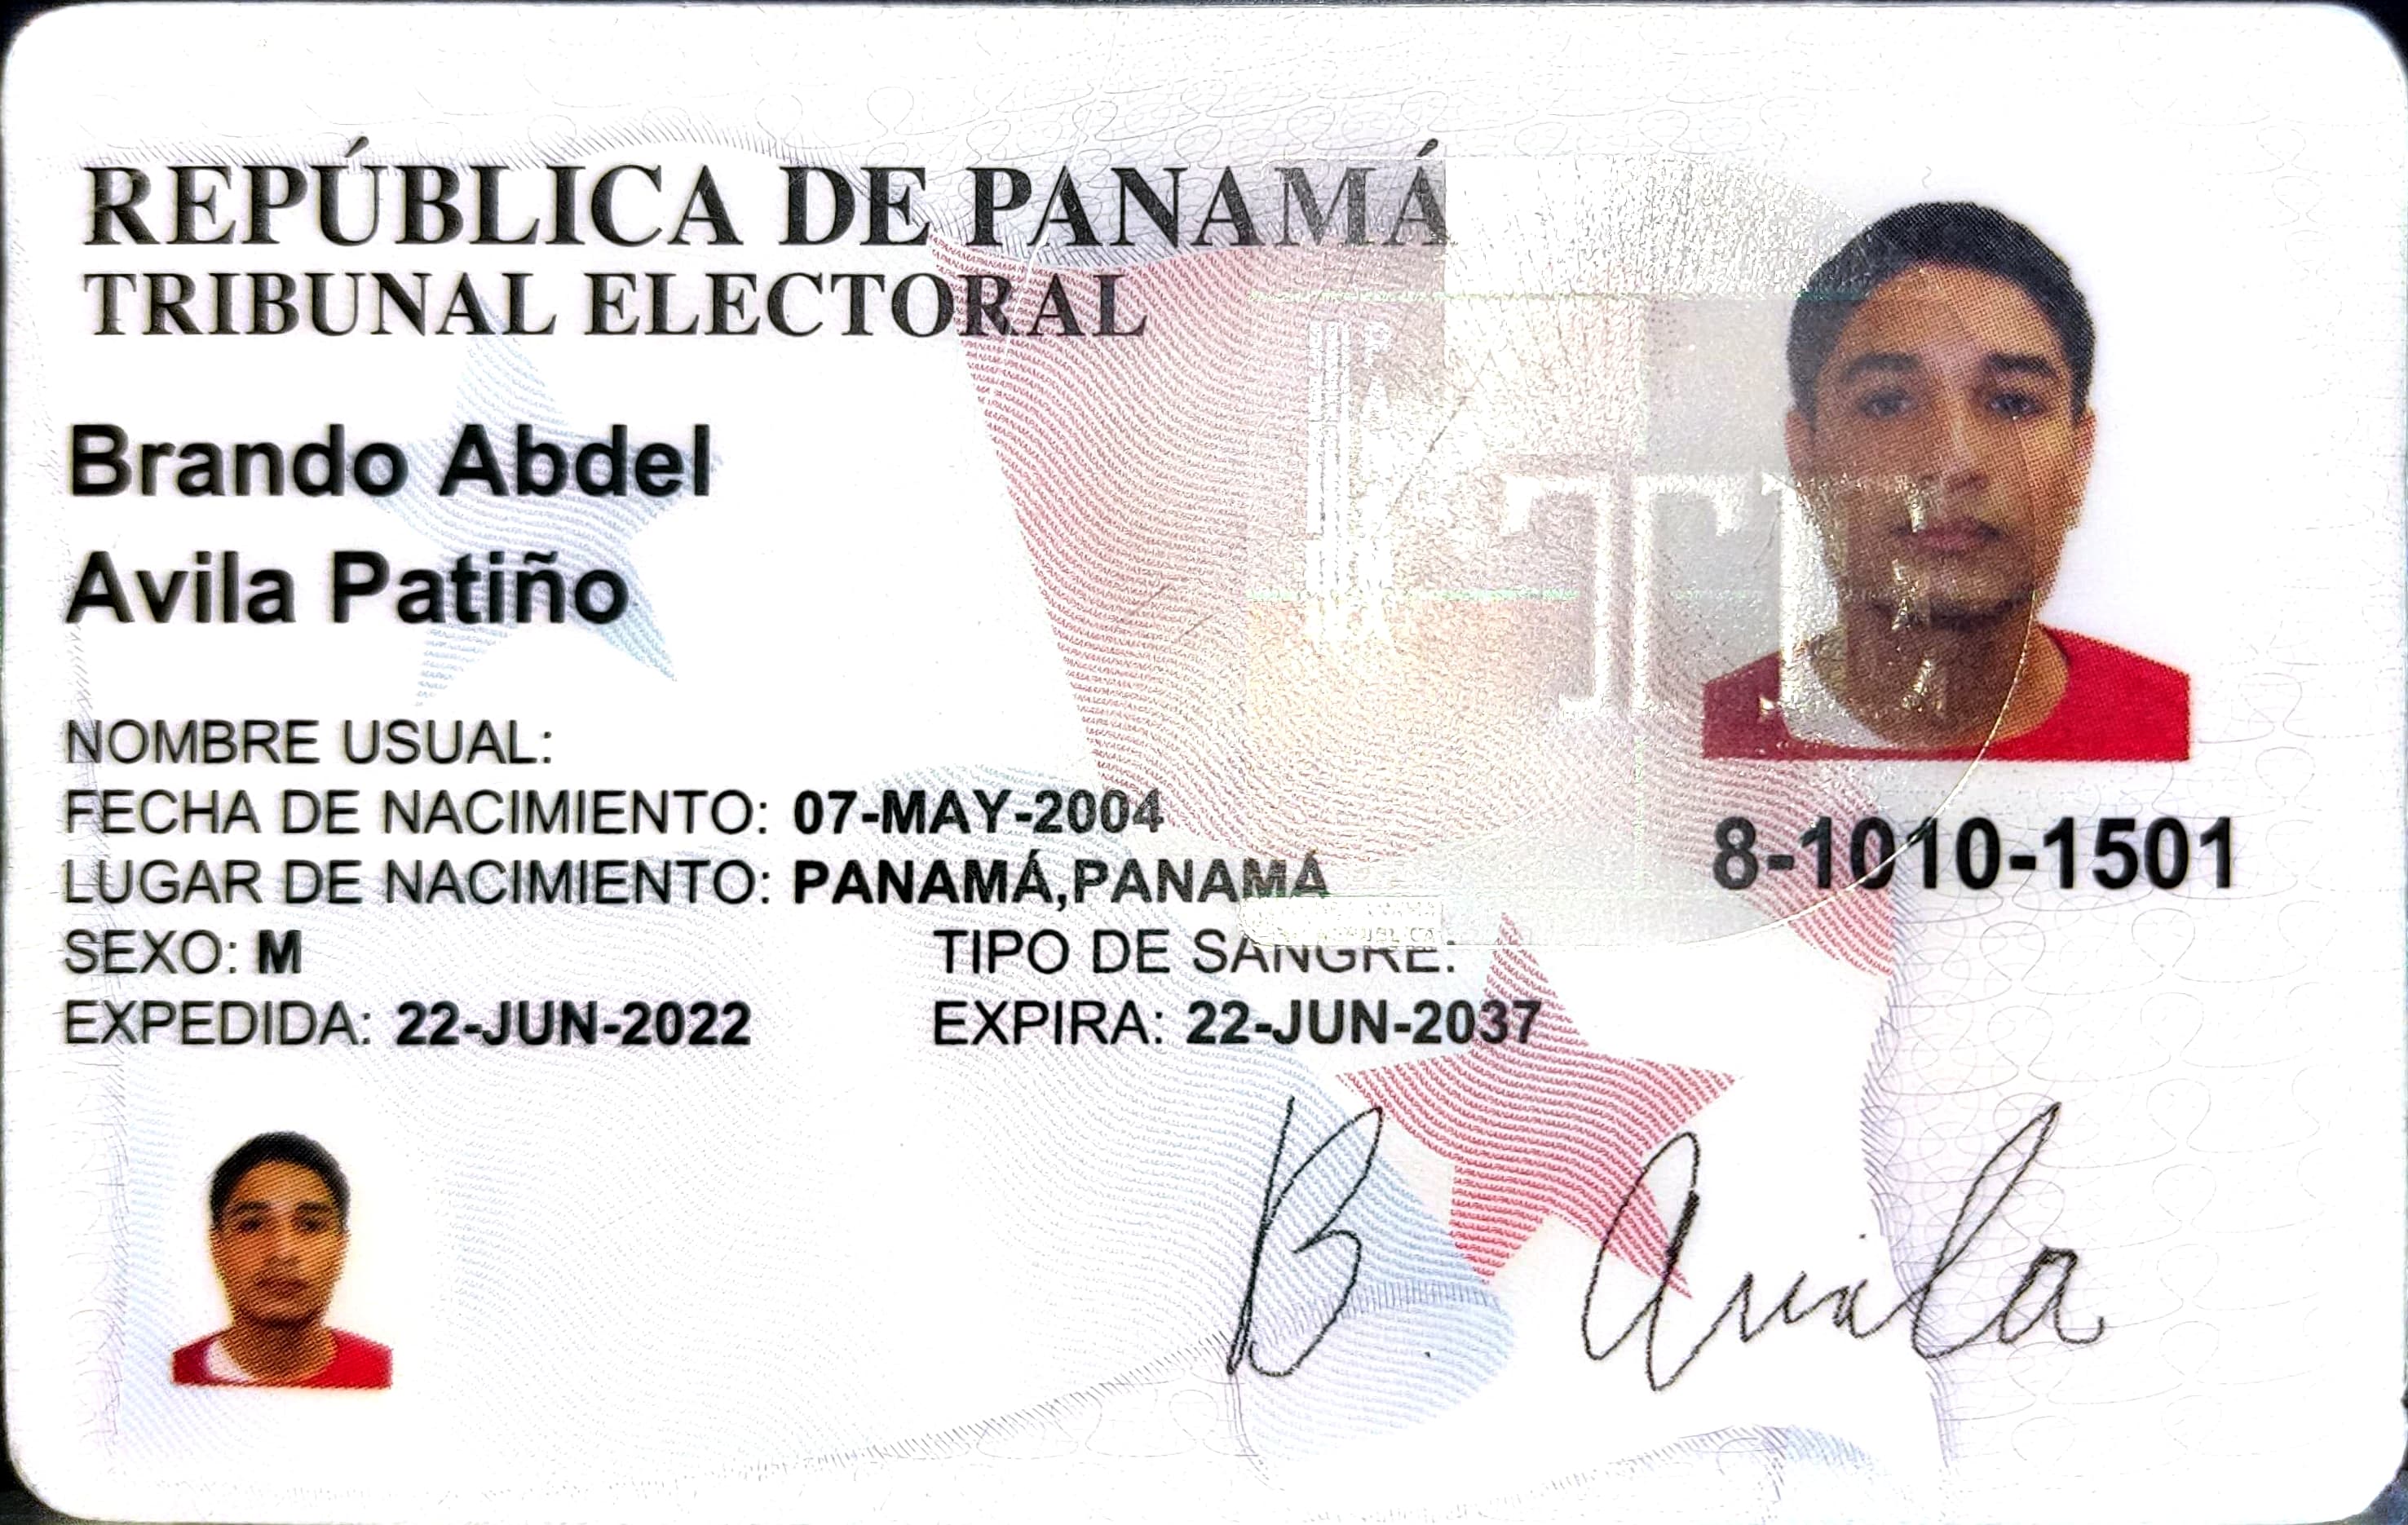 REPÚBLICA DE PANAMÁ
TRIBUNAL ELECTORAL
Brando Abdel
Avila Patiño
NOMBRE USUAL:
FECHA DE NACIMIENTO: 07-MAY-2004
LUGAR DE NACIMIENTO: PANAMÁ,PANAMÁ
SEXO: M
TIPO DE SANGRE:
EXPEDIDA: 22-JUN-2022
EXPIRA: 22-JUN-2037
TE
8-1010-1501
B Avila